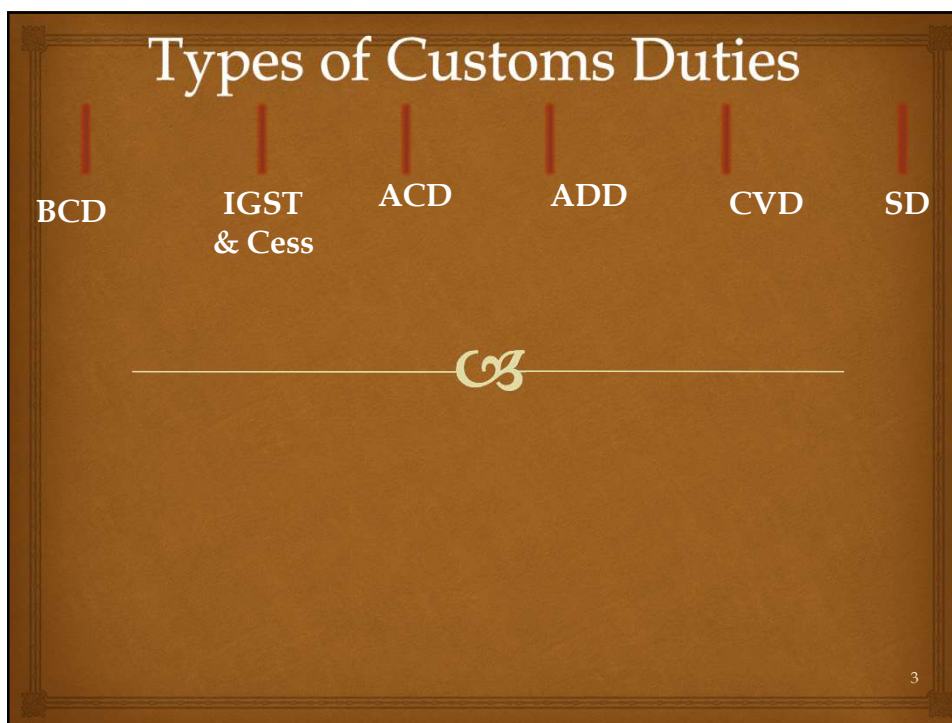 Types of Customs Duties
BCD
IGST
& Cess
ACD
ADD
CVD
SD
3